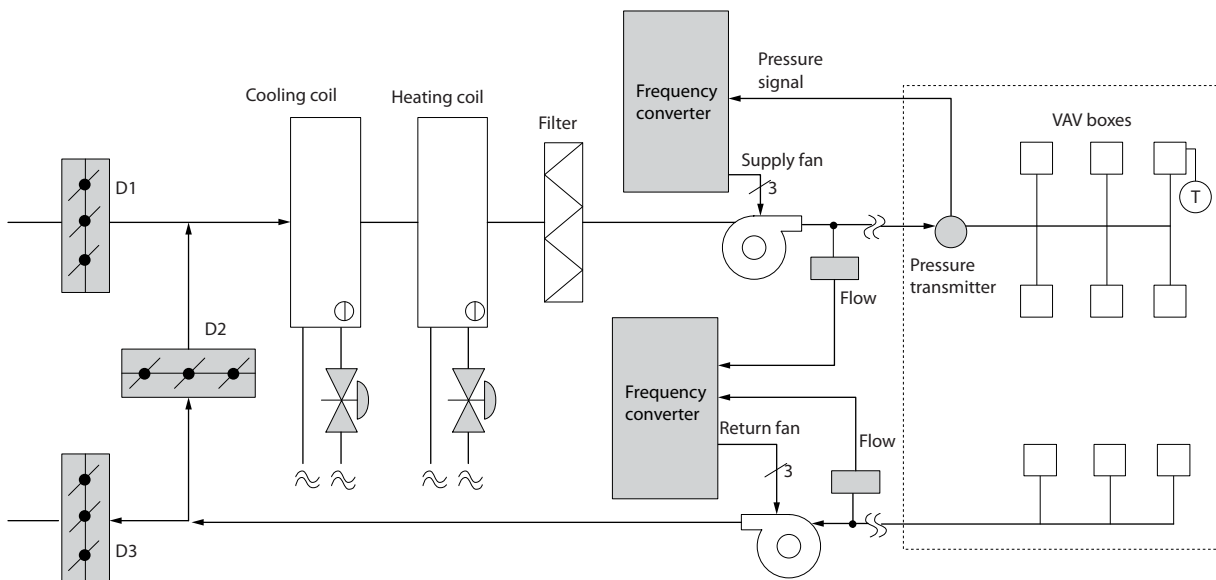 Cooling coil
Heating coil
Filter
Frequency
converter
Pressure
signal
VAV boxes
Supply fan
3
D1
T
Pressure
transmitter
Flow
D2
Frequency
converter
Return fan
3
Flow
D3